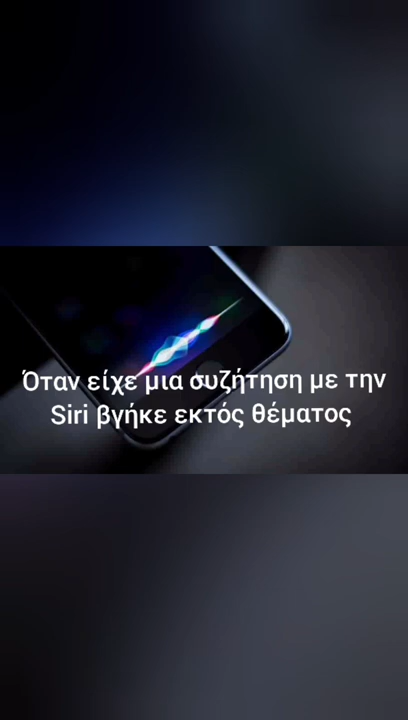 Όταν είχε μια συζήτηση με την
Siri βγήκε εκτός θέματος